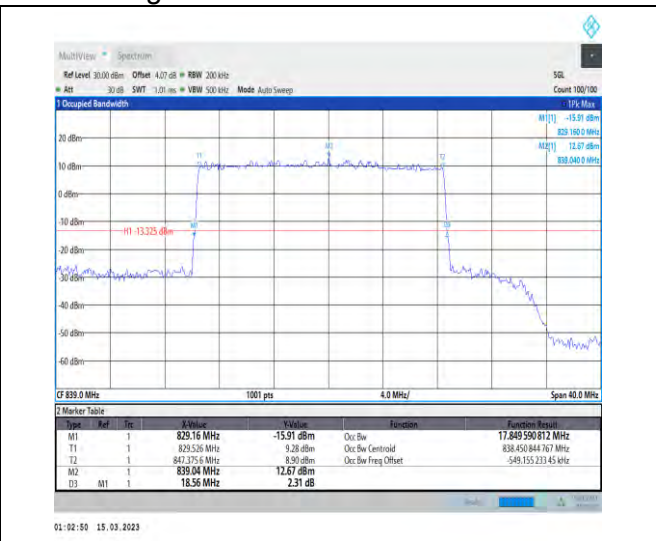 MultiView Spectrum
Ref Level 30.00 dBm Offset 4.07 dB RBW 200 kHz SGL
Att 30 dB SWT 1.01 ms VBW 500 kHz Mode Auto Sweep Count 100/100
1 Occupied Bandwidth 1Pk Max
M1[1] -15.91 dBm
829.160 0 MHz
M2[1] 12.67 dBm
839.040 0 MHz
20 dBm
T1
T2
10 dBm
0 dBm
-10 dBm
H1 -13.325 dBm
-20 dBm
-30 dBm
-40 dBm
-50 dBm
-60 dBm
CF 839.0 MHz 1001 pts 4.0 MHz/ Span 40.0 MHz
2 Marker Table
Type Ref Trc X-Value Y-Value Function Function Result
M1 1 829.16 MHz -15.91 dBm Occ Bw 17.849 590 812 MHz
T1 1 829.526 MHz 9.28 dBm Occ Bw Centroid 838.450 844 767 MHz
T2 1 847.375 6 MHz 8.90 dBm Occ Bw Freq Offset -549.155 233 45 kHz
M2 1 839.04 MHz 12.67 dBm
D3 M1 1 18.56 MHz 2.31 dB
01:02:50 15.03.2023